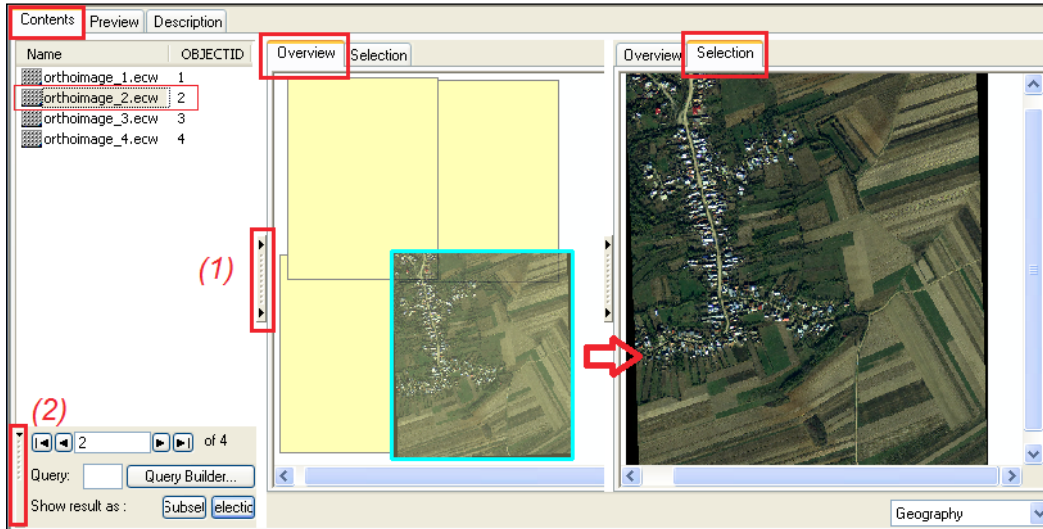 Contents Preview Description
Name OBJECTID
orthoimage_1.ecw 1
orthoimage_2.ecw 2
orthoimage_3.ecw 3
orthoimage_4.ecw 4
(1)
(2)
2 of 4
Query: Query Builder...
Show result as : Subset electio
Overview Selection
Overview Selection
Geography